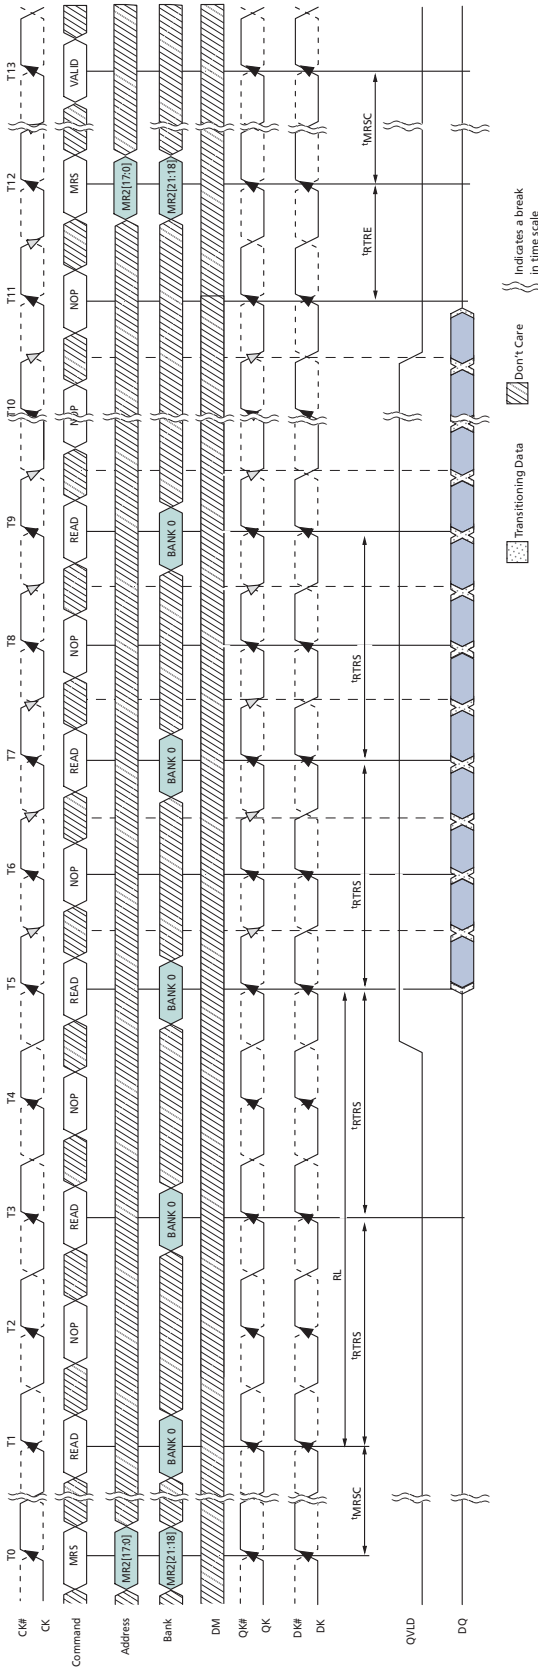 T0 T1 T2 T3 T4 T5 T6 T7 T8 T9 T10 T11 T12 T13
CK#
CK
Command MRS READ NOP READ NOP READ NOP READ NOP READ NOP NOP MRS VALID
Address MR2[17:0] MR2[17:0]
Bank MR2[21:18] BANK 0 BANK 0 BANK 0 BANK 0 BANK 0 MR2[21:18]
DM
QK#
QK
DK#
DK
RL
tMRSC tRTRS tRTRS tRTRS tRTRS tRTRE tMRSC
QVLD
DQ
Transitioning Data Don't Care Indicates a break
in time scale